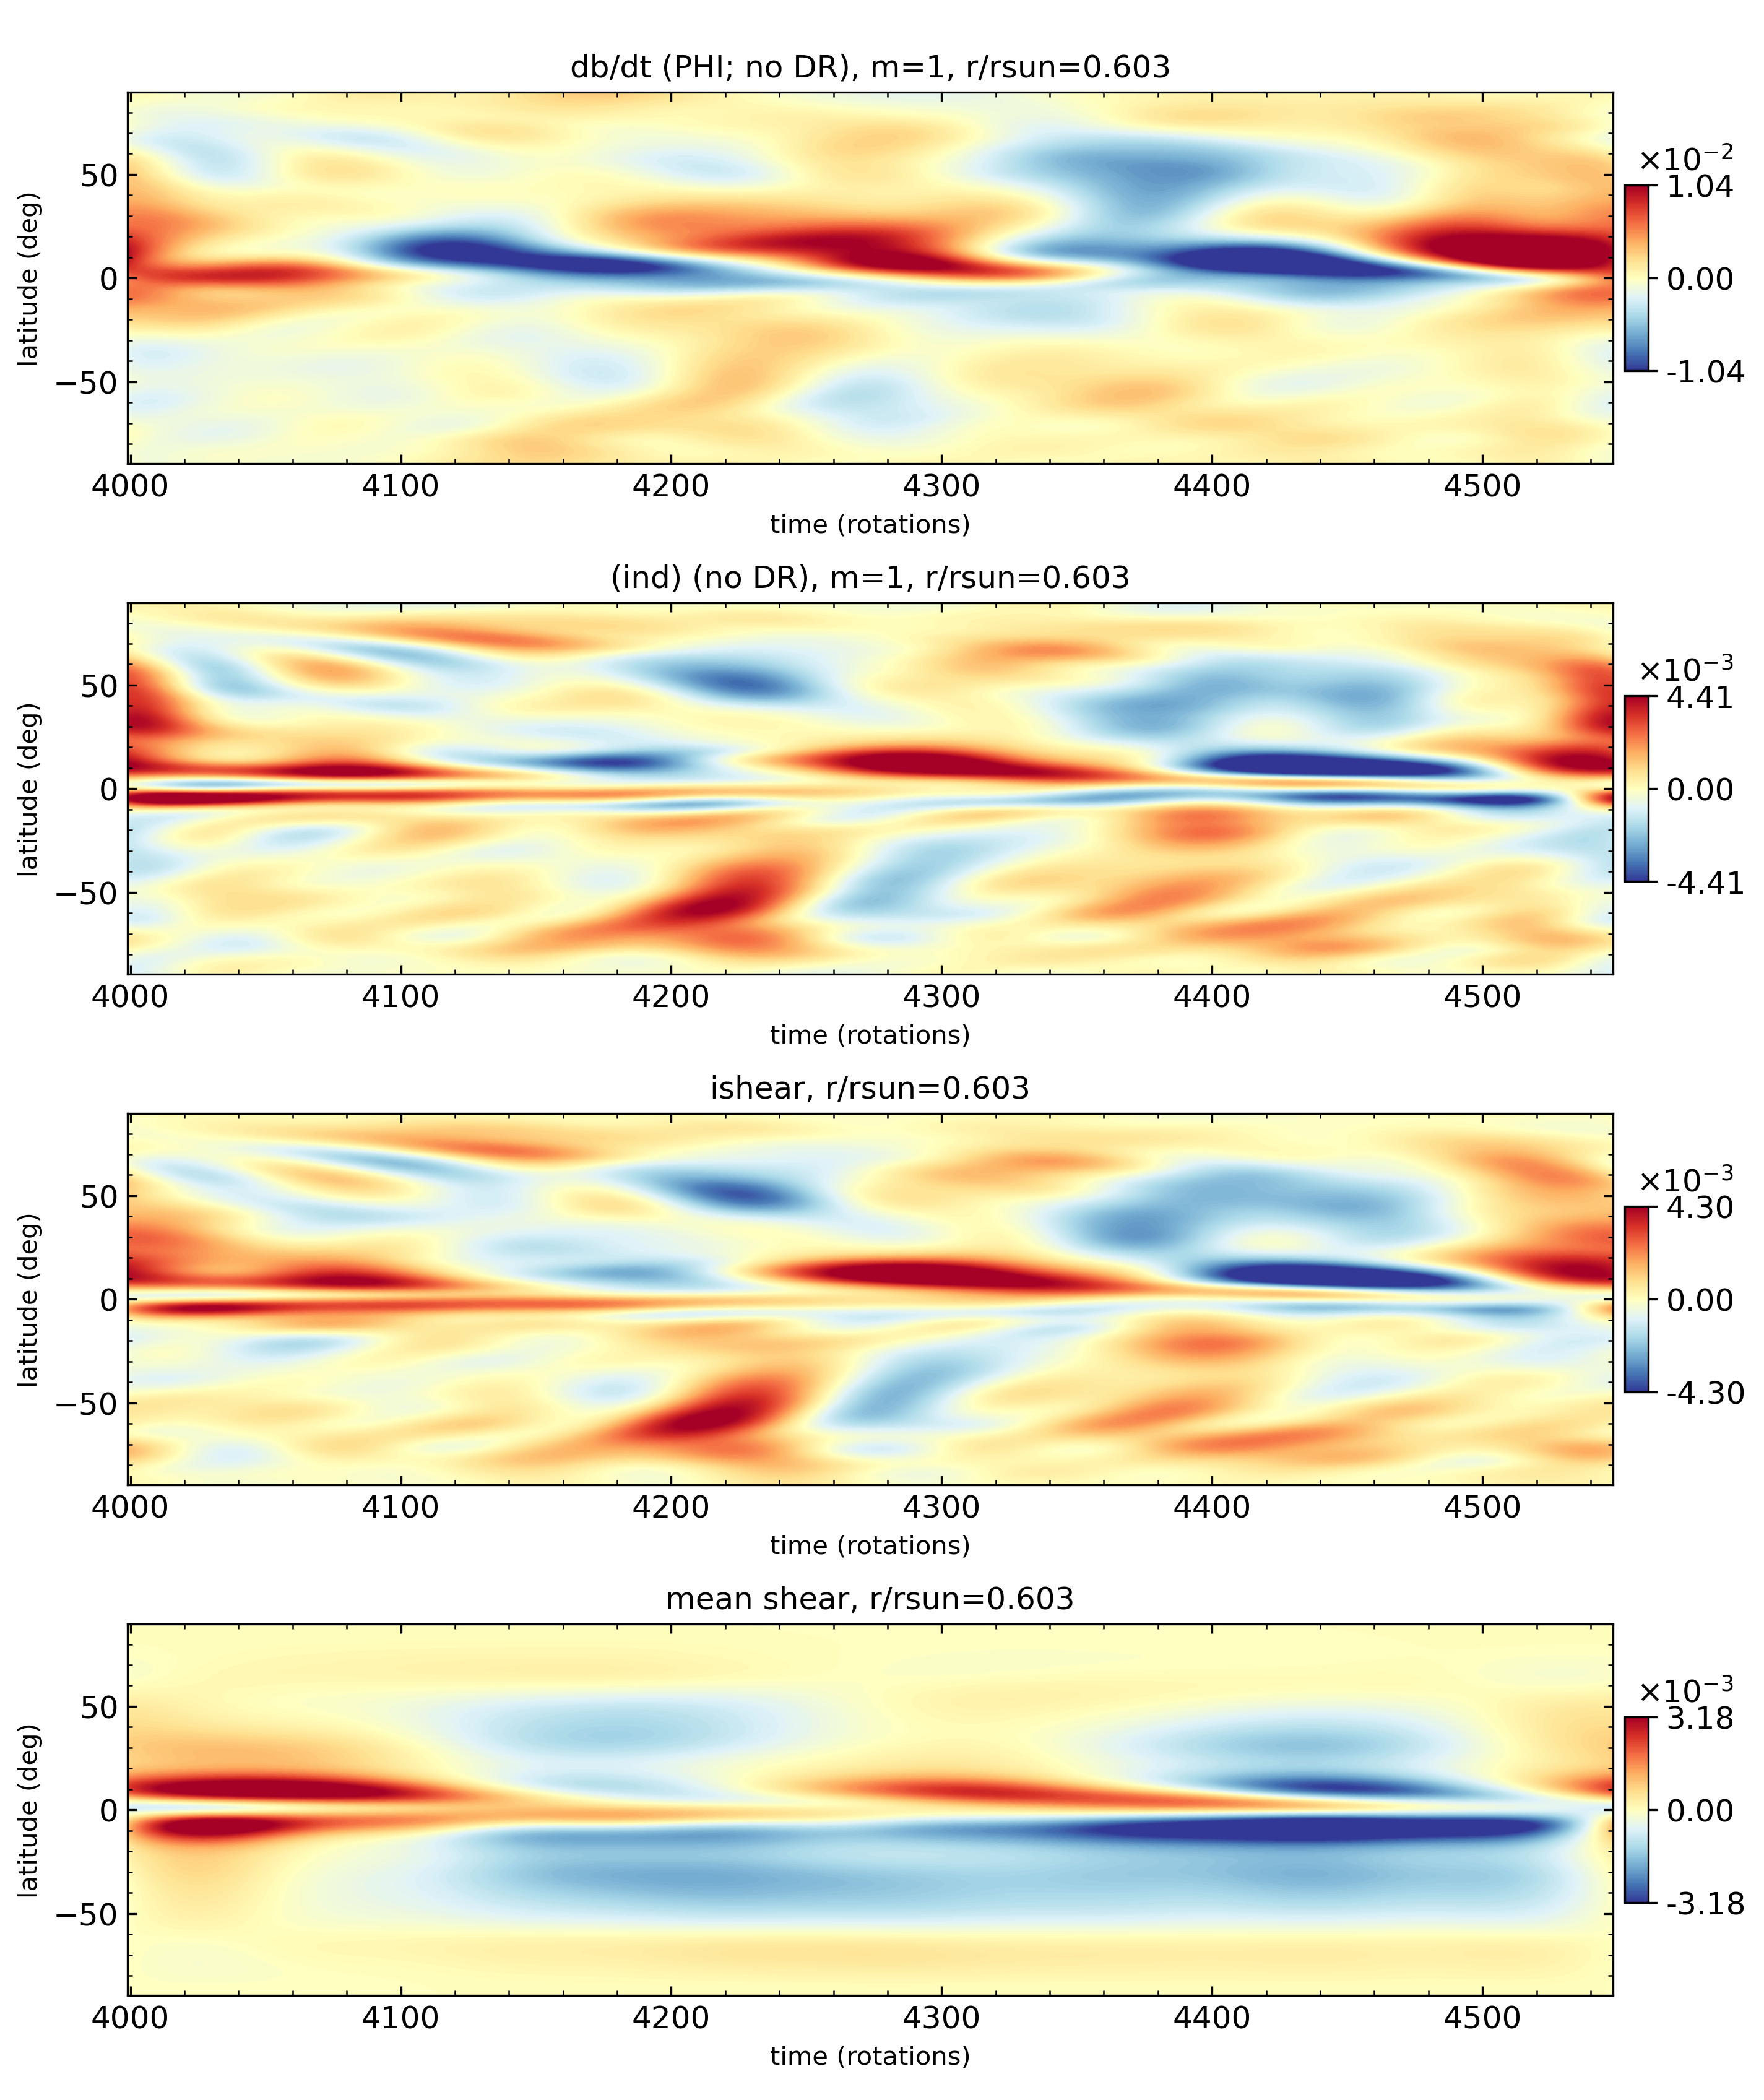 db/dt (PHI; no DR), m=1, r/rsun=0.603
×10⁻²
1.04
0.00
-1.04
50
0
−50
latitude (deg)
4000 4100 4200 4300 4400 4500
time (rotations)
(ind) (no DR), m=1, r/rsun=0.603
×10⁻³
4.41
0.00
-4.41
50
0
−50
latitude (deg)
4000 4100 4200 4300 4400 4500
time (rotations)
ishear, r/rsun=0.603
×10⁻³
4.30
0.00
-4.30
50
0
−50
latitude (deg)
4000 4100 4200 4300 4400 4500
time (rotations)
mean shear, r/rsun=0.603
×10⁻³
3.18
0.00
-3.18
50
0
−50
latitude (deg)
4000 4100 4200 4300 4400 4500
time (rotations)